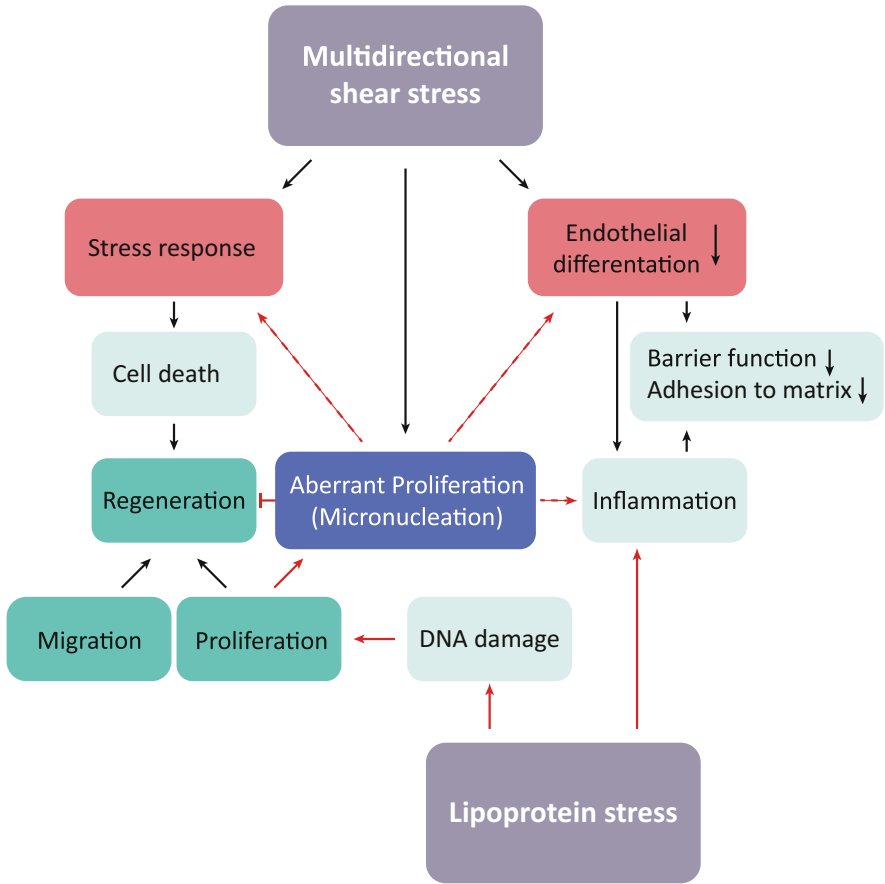 Multidirectional
shear stress
Stress response
Endothelial
differentation
Cell death
Barrier function
Adhesion to matrix
Regeneration
Aberrant Proliferation
(Micronucleation)
Inflammation
Migration
Proliferation
DNA damage
Lipoprotein stress